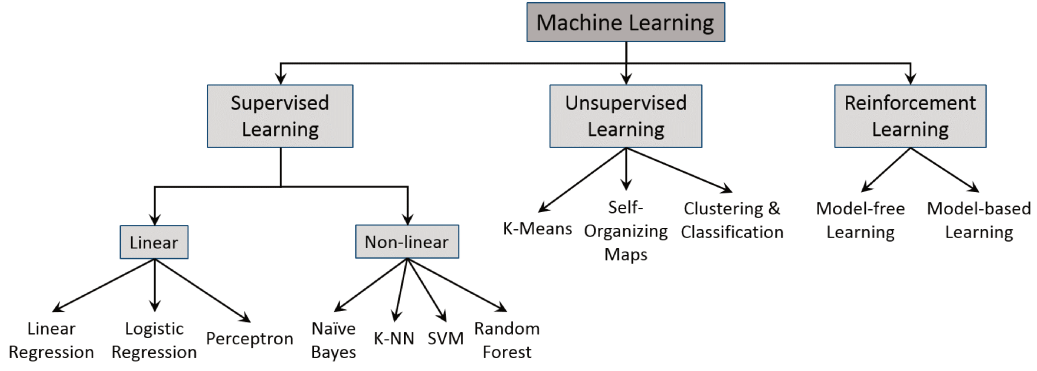 Machine Learning
Supervised
Learning
Unsupervised
Learning
Reinforcement
Learning
K-Means
Self-
Organizing
Maps
Clustering &
Classification
Model-free
Learning
Model-based
Learning
Linear
Non-linear
Linear
Regression
Logistic
Regression
Perceptron
Naïve
Bayes
K-NN
SVM
Random
Forest